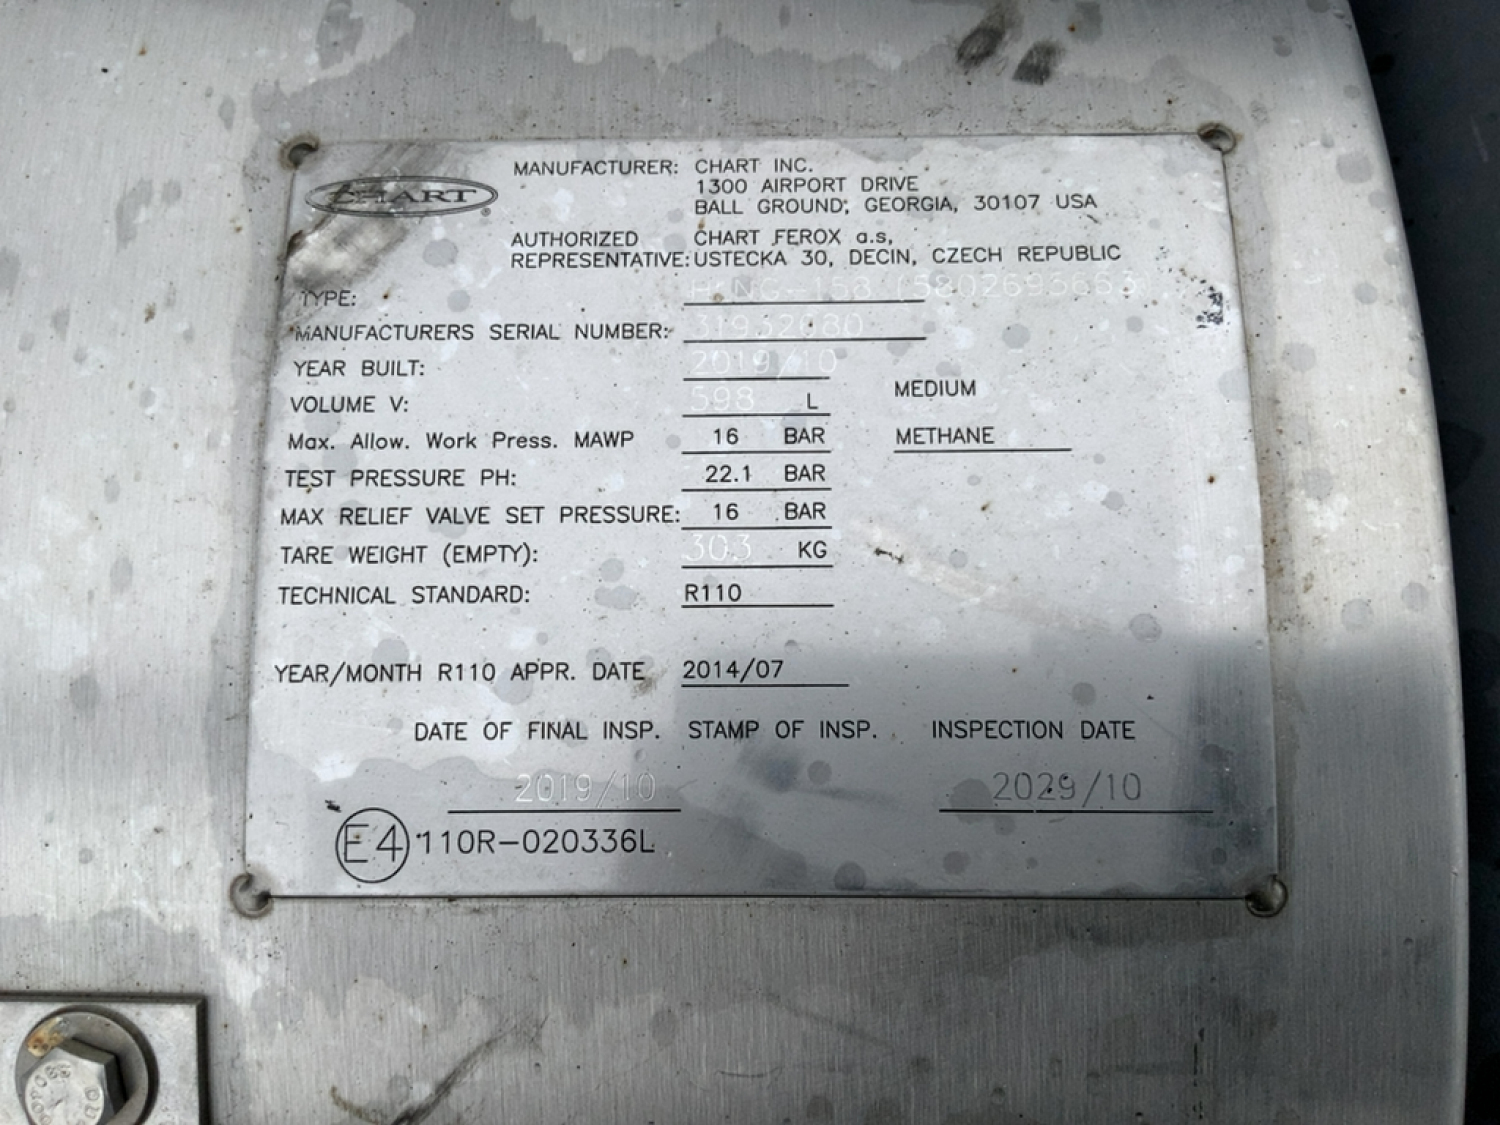 CHART
MANUFACTURER: CHART INC.
1300 AIRPORT DRIVE
BALL GROUND, GEORGIA, 30107 USA
AUTHORIZED REPRESENTATIVE: CHART FEROX a.s,
USTECKA 30, DECIN, CZECH REPUBLIC
TYPE:
MANUFACTURERS SERIAL NUMBER:
YEAR BUILT: 2019/10
VOLUME V: 598 L
MEDIUM
Max. Allow. Work Press. MAWP 16 BAR
METHANE
TEST PRESSURE PH: 22.1 BAR
MAX RELIEF VALVE SET PRESSURE: 16 BAR
TARE WEIGHT (EMPTY): 303 KG
TECHNICAL STANDARD: R110
YEAR/MONTH R110 APPR. DATE 2014/07
DATE OF FINAL INSP. STAMP OF INSP. INSPECTION DATE
2019/10 2029/10
E4 110R-020336L